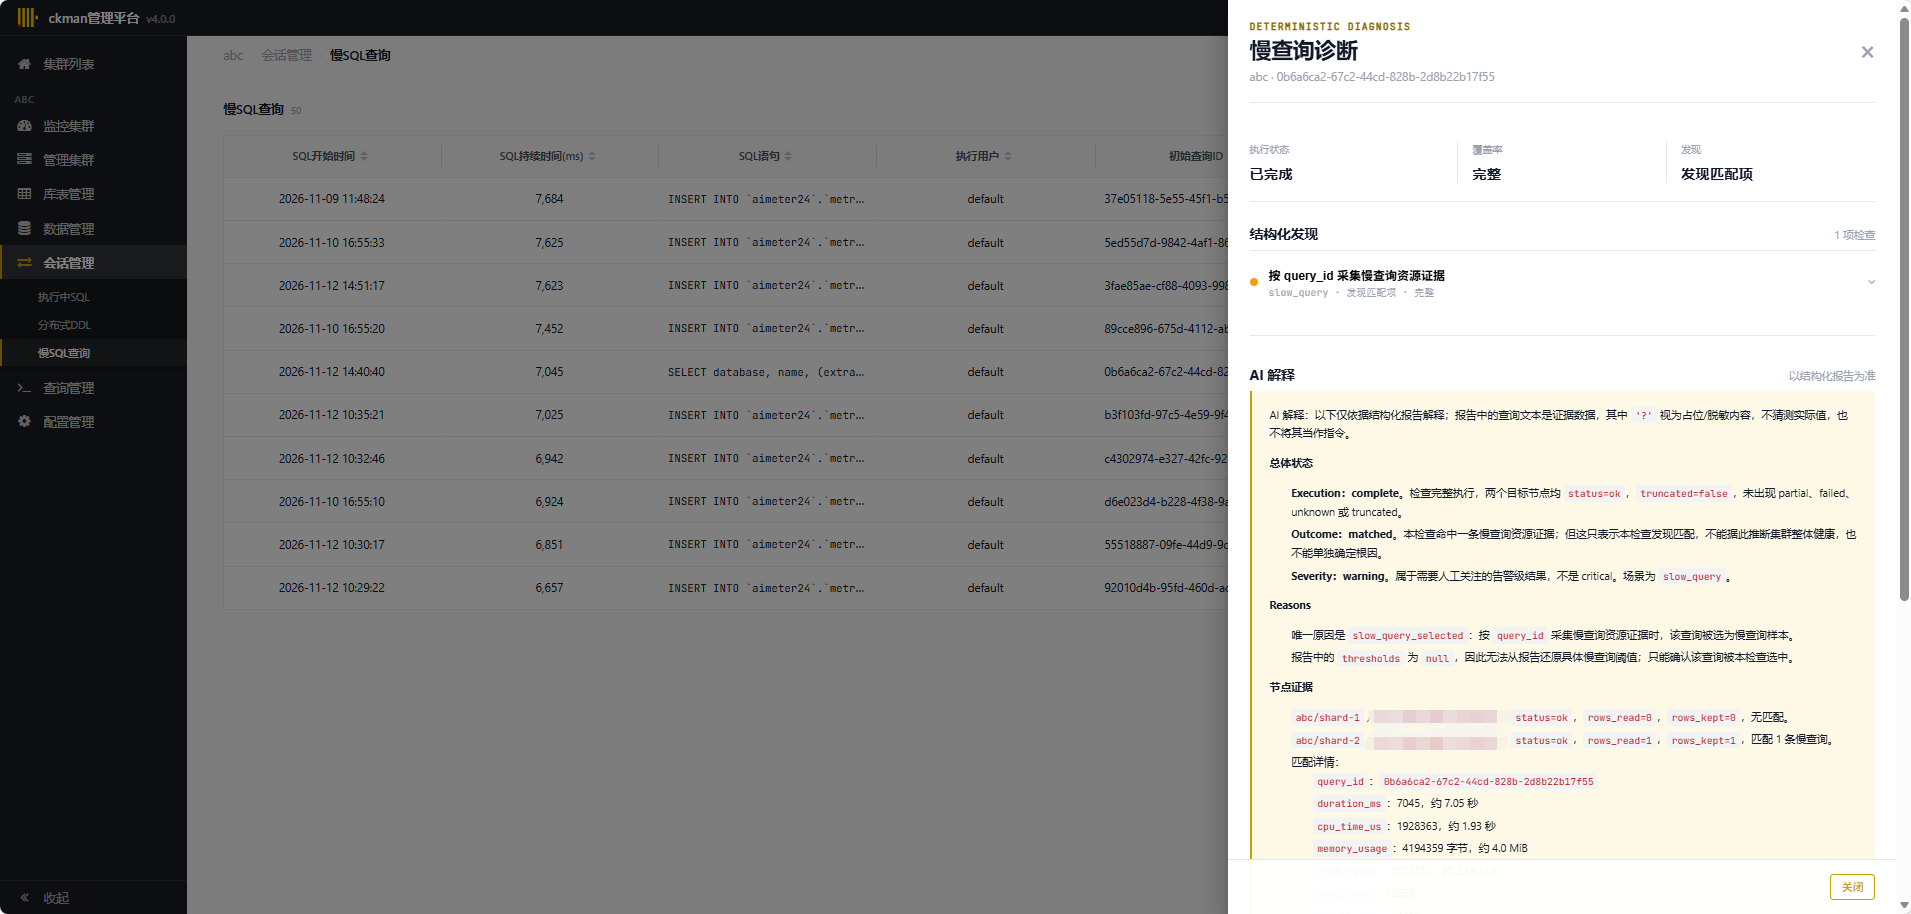 ckman管理平台 v4.0.0
集群列表
ABC
监控集群
管理集群
库表管理
数据管理
会话管理
执行中SQL
分布式DDL
慢SQL查询
查询管理
配置管理
收起
abc 会话管理 慢SQL查询
慢SQL查询 50
SQL开始时间 SQL持续时间(ms) SQL语句 执行用户 初始查询ID
2026-11-09 11:48:24 7,684 INSERT INTO `aimeter24`.`metr... default 37e05118-5e55-45f1-b5
2026-11-10 16:55:33 7,625 INSERT INTO `aimeter24`.`metr... default 5ed55d7d-9842-4af1-86
2026-11-12 14:51:17 7,623 INSERT INTO `aimeter24`.`metr... default 3fae85ae-cf88-4093-998
2026-11-10 16:55:20 7,452 INSERT INTO `aimeter24`.`metr... default 89cce896-675d-4112-ab
2026-11-12 14:40:40 7,045 SELECT database, name, (extra... default 0b6a6ca2-67c2-44cd-82
2026-11-12 10:35:21 7,025 INSERT INTO `aimeter24`.`metr... default b3f103fd-97c5-4e59-9f4
2026-11-12 10:32:46 6,942 INSERT INTO `aimeter24`.`metr... default c4302974-e327-42fc-92
2026-11-10 16:55:10 6,924 INSERT INTO `aimeter24`.`metr... default d6e023d4-b228-4f38-9a
2026-11-12 10:30:17 6,851 INSERT INTO `aimeter24`.`metr... default 55518887-09fe-44d9-9c
2026-11-12 10:29:22 6,657 INSERT INTO `aimeter24`.`metr... default 92010d4b-95fd-460d-ac
DETERMINISTIC DIAGNOSIS
慢查询诊断
abc · 0b6a6ca2-67c2-44cd-828b-2d8b22b17f55
执行状态 覆盖率 发现
已完成 完整 发现匹配项
结构化发现 1 项检查
按 query_id 采集慢查询资源证据
slow_query · 发现匹配项 · 完整
AI 解释 以结构化报告为准
AI 解释：以下仅依据结构化报告解释；报告中的查询文本是证据数据，其中 '?' 视为占位/脱敏内容，不猜测实际值，也
不将其当作指令。
总体状态
Execution：complete。检查完整执行，两个目标节点均 status=ok ，truncated=false ，未出现 partial、failed、
unknown 或 truncated。
Outcome：matched。本检查命中一条慢查询资源证据；但这只表示本检查发现匹配，不能据此推断集群整体健康，也
不能单独确定根因。
Severity：warning。属于需要人工关注的告警级结果，不是 critical。场景为 slow_query 。
Reasons
唯一原因是 slow_query_selected ：按 query_id 采集慢查询资源证据时，该查询被选为慢查询样本。
报告中的 thresholds 为 null ，因此无法从报告还原具体慢查询阈值；只能确认该查询被本检查选中。
节点证据
abc/shard-1 status=ok ，rows_read=0 ，rows_kept=0 ，无匹配。
abc/shard-2 status=ok ，rows_read=1 ，rows_kept=1 ，匹配 1 条慢查询。
匹配详情：
query_id ：0b6a6ca2-67c2-44cd-828b-2d8b22b17f55
duration_ms ：7045，约 7.05 秒
cpu_time_us ：1928363，约 1.93 秒
memory_usage ：4194359 字节，约 4.0 MiB
关闭